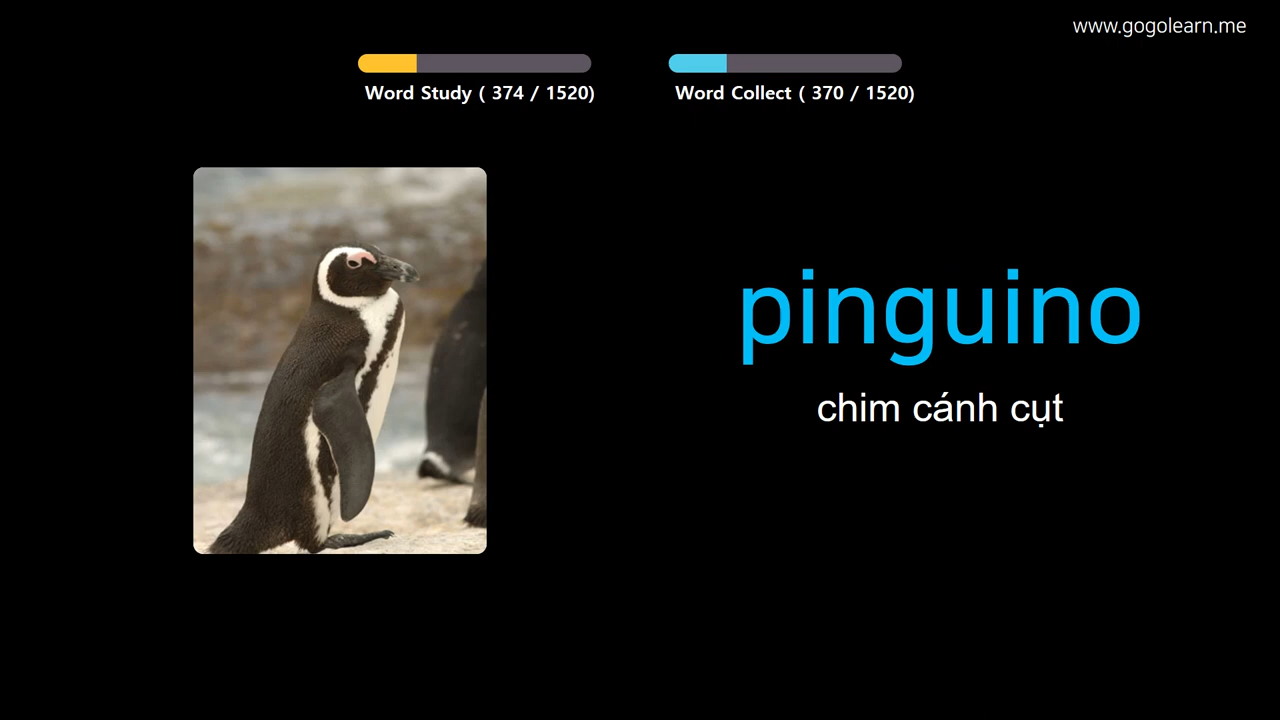 www.gogolearn.me
Word Study ( 374 / 1520)
Word Collect ( 370 / 1520)
pinguino
chim cánh cụt